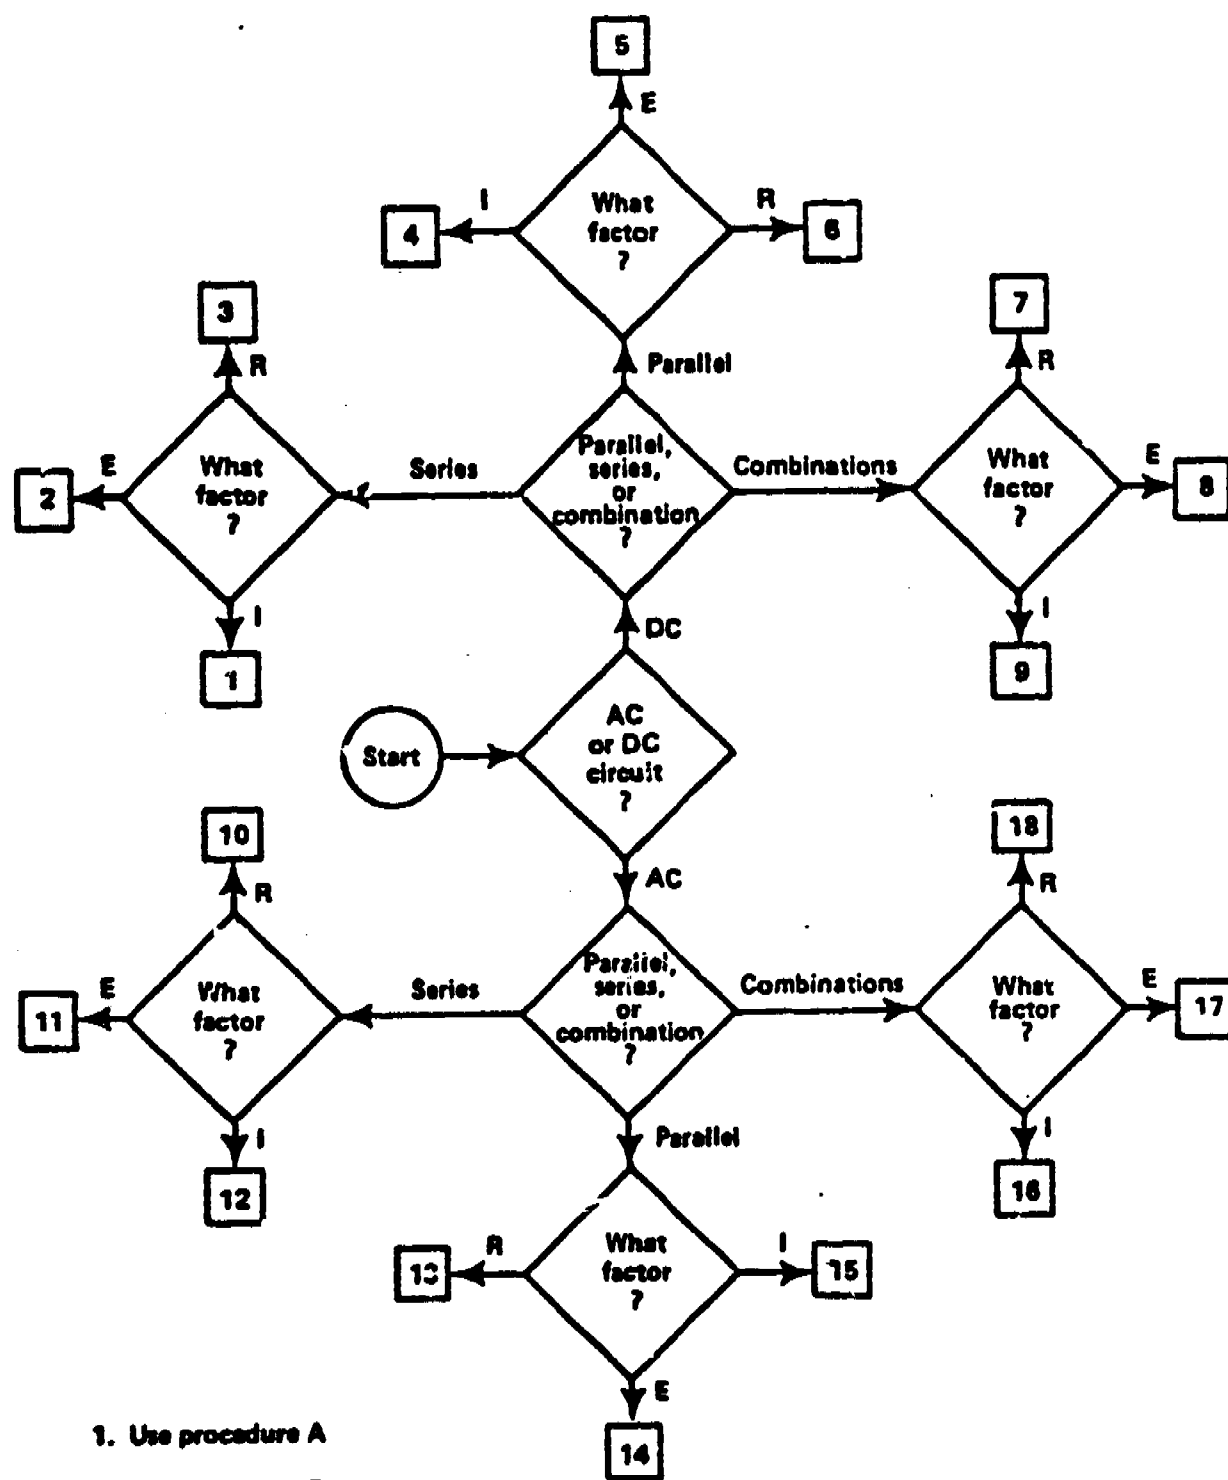 5
E
What
factor
?
I
R
4
6
3
R
Parallel
7
R
What
factor
?
E
2
Series
Parallel,
series,
or
combination
?
Combinations
What
factor
?
E
8
I
1
DC
I
9
Start
AC
or DC
circuit
?
10
R
AC
18
R
What
factor
?
E
11
Series
Parallel,
series,
or
combination
?
Combinations
What
factor
?
E
17
I
12
Parallel
I
16
R
13
What
factor
?
I
15
E
14
1. Use procedure A